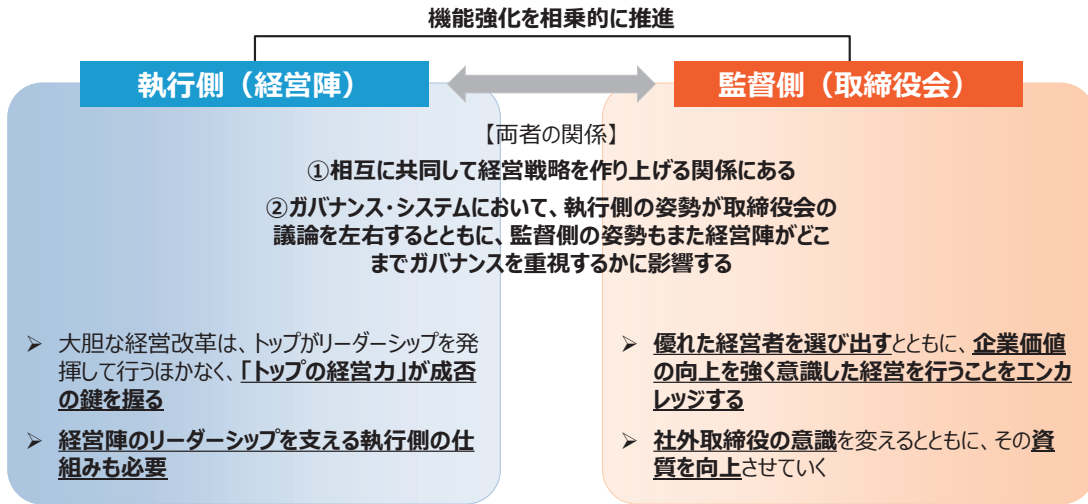 機能強化を相乗的に推進
執行側（経営陣）
監督側（取締役会）
【両者の関係】
①相互に共同して経営戦略を作り上げる関係にある
②ガバナンス・システムにおいて、執行側の姿勢が取締役会の
議論を左右するとともに、監督側の姿勢もまた経営陣がどこ
までガバナンスを重視するかに影響する
➢ 大胆な経営改革は、トップがリーダーシップを発
揮して行うほかなく、「トップの経営力」が成否
の鍵を握る
➢ 経営陣のリーダーシップを支える執行側の仕
組みも必要
➢ 優れた経営者を選び出すとともに、企業価値
の向上を強く意識した経営を行うことをエンカ
レッジする
➢ 社外取締役の意識を変えるとともに、その資
質を向上させていく